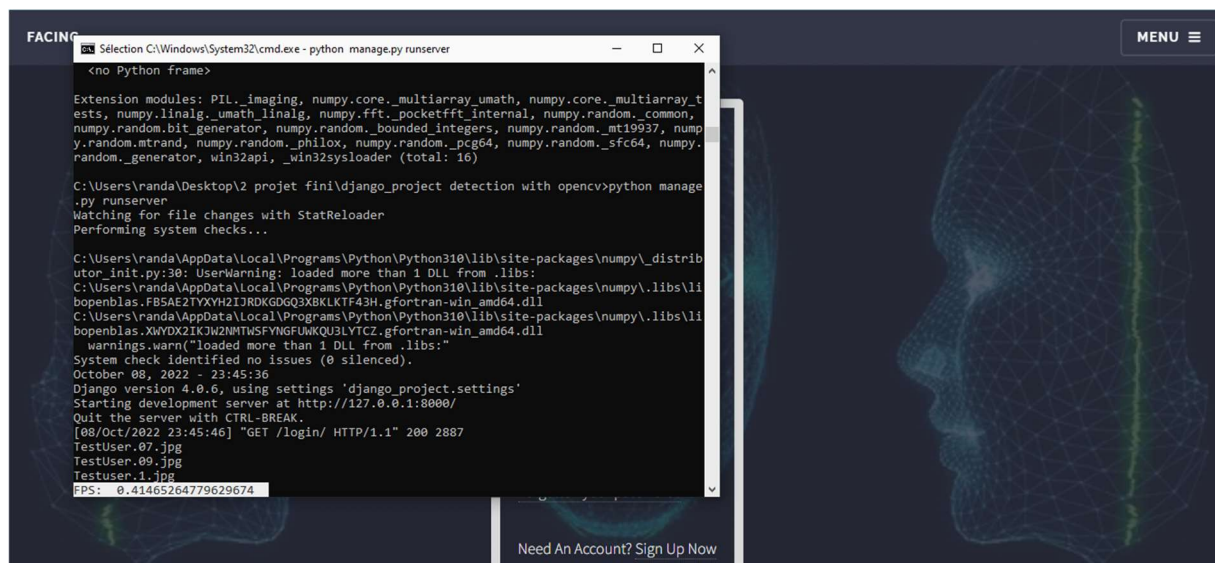 FACING
MENU
Sélection C:\Windows\System32\cmd.exe - python  manage.py runserver
<no Python frame>
Extension modules: PIL._imaging, numpy.core._multiarray_umath, numpy.core._multiarray_t
ests, numpy.linalg._umath_linalg, numpy.fft._pocketfft_internal, numpy.random._common,
numpy.random.bit_generator, numpy.random._bounded_integers, numpy.random._mt19937, nump
y.random.mtrand, numpy.random._philox, numpy.random._pcg64, numpy.random._sfc64, numpy.
random._generator, win32api, _win32sysloader (total: 16)
C:\Users\randa\Desktop\2 projet fini\django_project detection with opencv>python manage
.py runserver
Watching for file changes with StatReloader
Performing system checks...
C:\Users\randa\AppData\Local\Programs\Python\Python310\lib\site-packages\numpy\_distrib
utor_init.py:30: UserWarning: loaded more than 1 DLL from .libs:
C:\Users\randa\AppData\Local\Programs\Python\Python310\lib\site-packages\numpy\.libs\li
bopenblas.FB5AE2TYXYH2IJRDKGDGQ3XBKLKTF43H.gfortran-win_amd64.dll
C:\Users\randa\AppData\Local\Programs\Python\Python310\lib\site-packages\numpy\.libs\li
bopenblas.XWYDX2IKJW2NMTWSFYNGFUWKQU3LYTCZ.gfortran-win_amd64.dll
warnings.warn("loaded more than 1 DLL from .libs:"
System check identified no issues (0 silenced).
October 08, 2022 - 23:45:36
Django version 4.0.6, using settings 'django_project.settings'
Starting development server at http://127.0.0.1:8000/
Quit the server with CTRL-BREAK.
[08/Oct/2022 23:45:46] "GET /login/ HTTP/1.1" 200 2887
TestUser.07.jpg
TestUser.09.jpg
Testuser.1.jpg
FPS:  0.41465264779629674
Need An Account? Sign Up Now